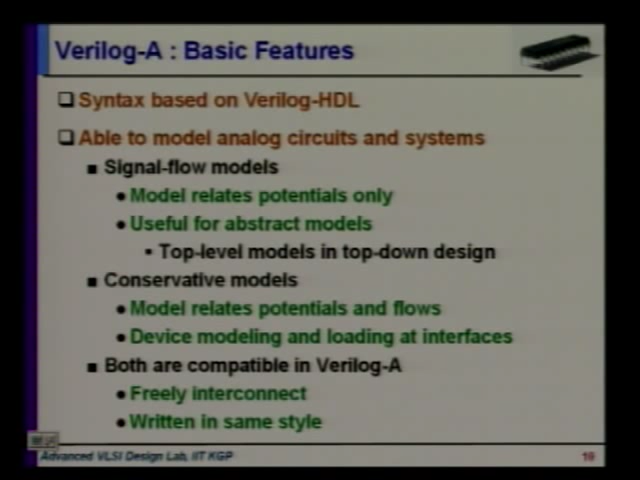 Verilog-A : Basic Features
Syntax based on Verilog-HDL
Able to model analog circuits and systems
Signal-flow models
Model relates potentials only
Useful for abstract models
Top-level models in top-down design
Conservative models
Model relates potentials and flows
Device modeling and loading at interfaces
Both are compatible in Verilog-A
Freely interconnect
Written in same style
Advanced VLSI Design Lab, IIT KGP